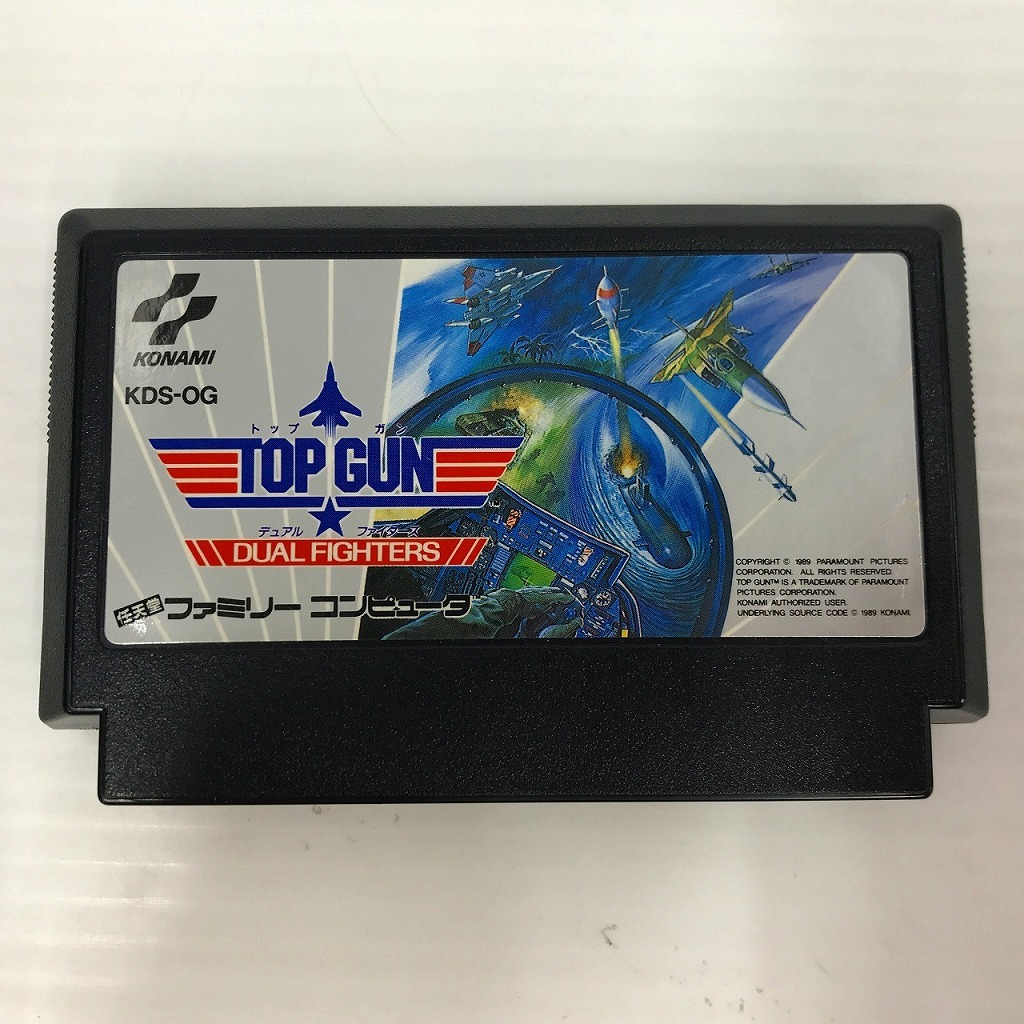 KONAMI
KDS-OG
トップ ガン
TOP GUN
デュアル ファイターズ
DUAL FIGHTERS
任天堂 ファミリー コンピュータ
COPYRIGHT © 1989 PARAMOUNT PICTURES
CORPORATION. ALL RIGHTS RESERVED.
TOP GUN™ IS A TRADEMARK OF PARAMOUNT
PICTURES CORPORATION.
KONAMI AUTHORIZED USER.
UNDERLYING SOURCE CODE © 1989 KONAMI.